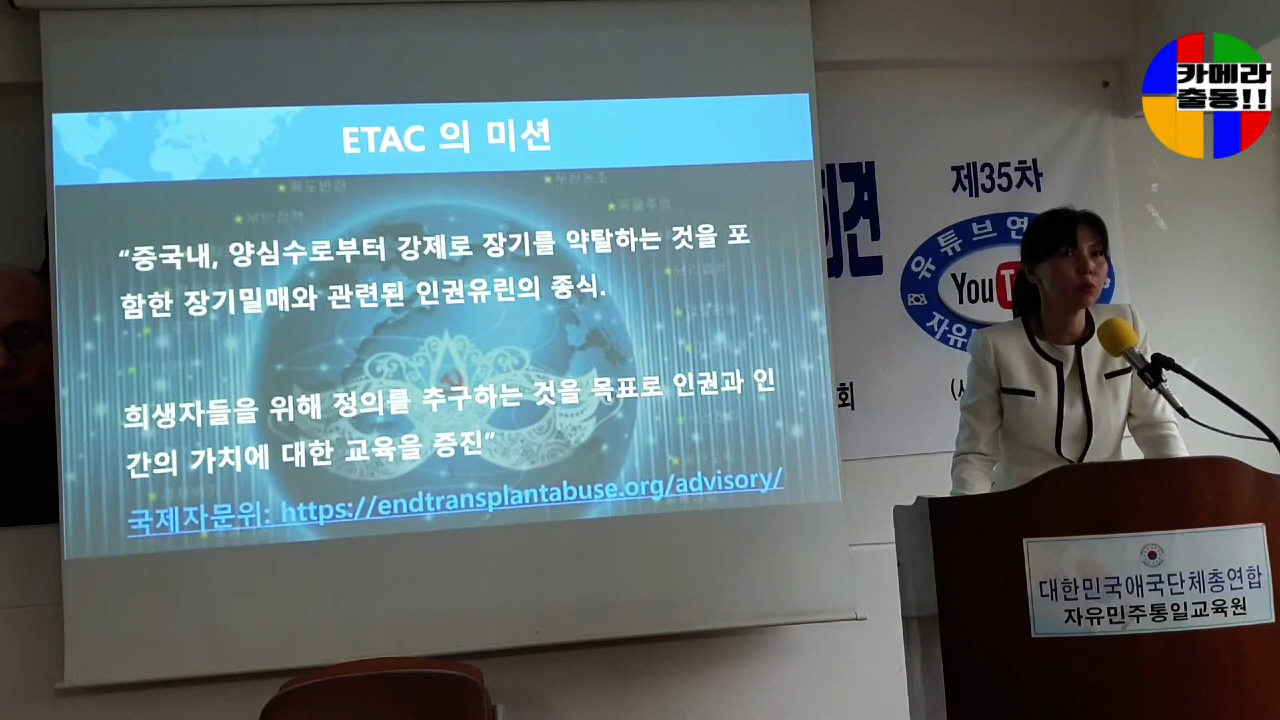 카메라
출동!!
ETAC 의 미션
“중국내, 양심수로부터 강제로 장기를 약탈하는 것을 포
함한 장기밀매와 관련된 인권유린의 종식.
희생자들을 위해 정의를 추구하는 것을 목표로 인권과 인
간의 가치에 대한 교육을 증진”
국제자문위: https://endtransplantabuse.org/advisory/
회견
제35차
유튜브연
You
자유
회
대한민국애국단체총연합
자유민주통일교육원